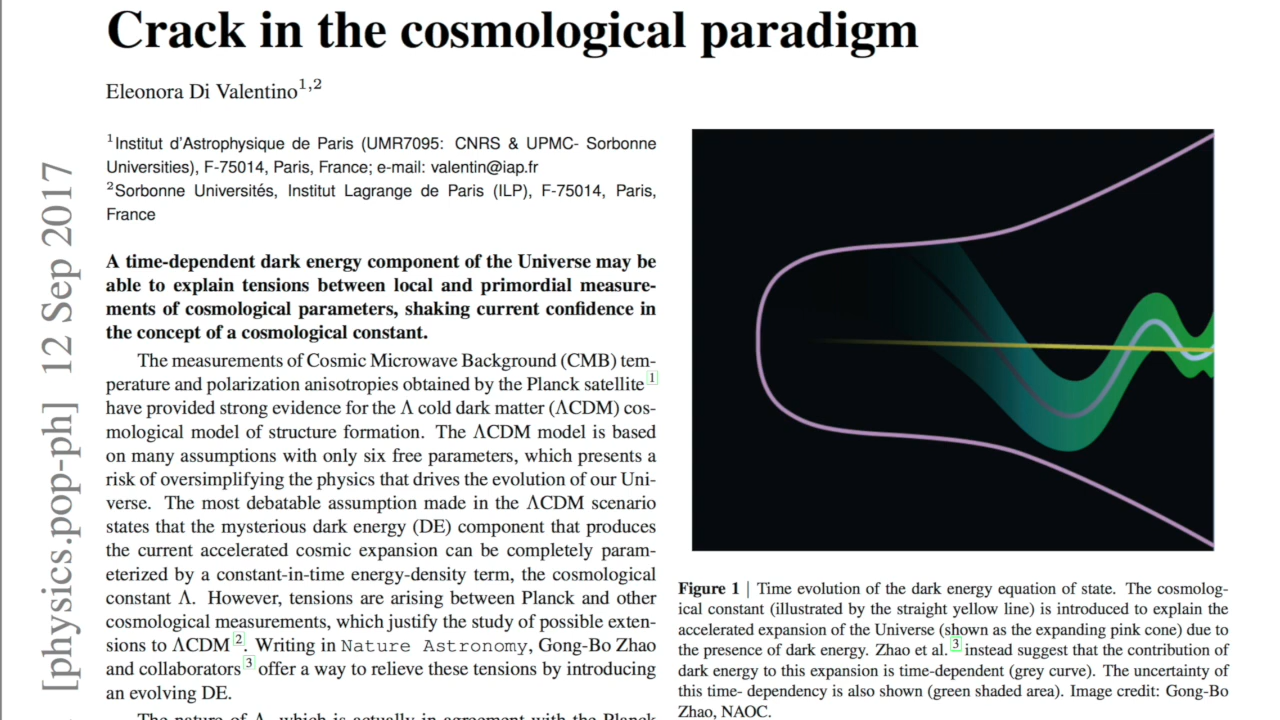 Crack in the cosmological paradigm
Eleonora Di Valentino1,2
1Institut d'Astrophysique de Paris (UMR7095: CNRS & UPMC- Sorbonne
Universities), F-75014, Paris, France; e-mail: valentin@iap.fr
2Sorbonne Universités, Institut Lagrange de Paris (ILP), F-75014, Paris,
France
A time-dependent dark energy component of the Universe may be
able to explain tensions between local and primordial measure-
ments of cosmological parameters, shaking current confidence in
the concept of a cosmological constant.
The measurements of Cosmic Microwave Background (CMB) tem-
perature and polarization anisotropies obtained by the Planck satellite1
have provided strong evidence for the Λ cold dark matter (ΛCDM) cos-
mological model of structure formation. The ΛCDM model is based
on many assumptions with only six free parameters, which presents a
risk of oversimplifying the physics that drives the evolution of our Uni-
verse. The most debatable assumption made in the ΛCDM scenario
states that the mysterious dark energy (DE) component that produces
the current accelerated cosmic expansion can be completely param-
eterized by a constant-in-time energy-density term, the cosmological
constant Λ. However, tensions are arising between Planck and other
cosmological measurements, which justify the study of possible exten-
sions to ΛCDM2. Writing in Nature Astronomy, Gong-Bo Zhao
and collaborators3 offer a way to relieve these tensions by introducing
an evolving DE.
The nature of Λ, which is actually in agreement with the Planck
Figure 1 | Time evolution of the dark energy equation of state. The cosmolog-
ical constant (illustrated by the straight yellow line) is introduced to explain the
accelerated expansion of the Universe (shown as the expanding pink cone) due to
the presence of dark energy. Zhao et al.3 instead suggest that the contribution of
dark energy to this expansion is time-dependent (grey curve). The uncertainty of
this time- dependency is also shown (green shaded area). Image credit: Gong-Bo
Zhao, NAOC.
[physics.pop-ph] 12 Sep 2017